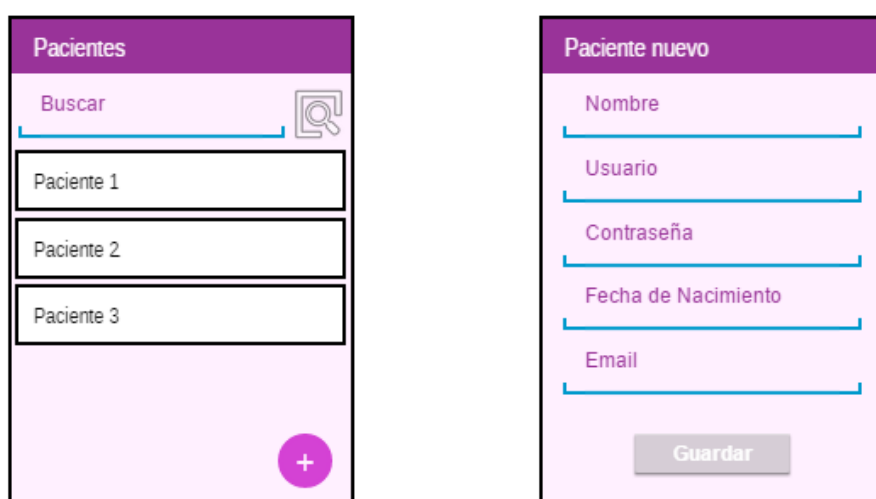 Pacientes
Buscar
Paciente 1
Paciente 2
Paciente 3
+
Paciente nuevo
Nombre
Usuario
Contraseña
Fecha de Nacimiento
Email
Guardar